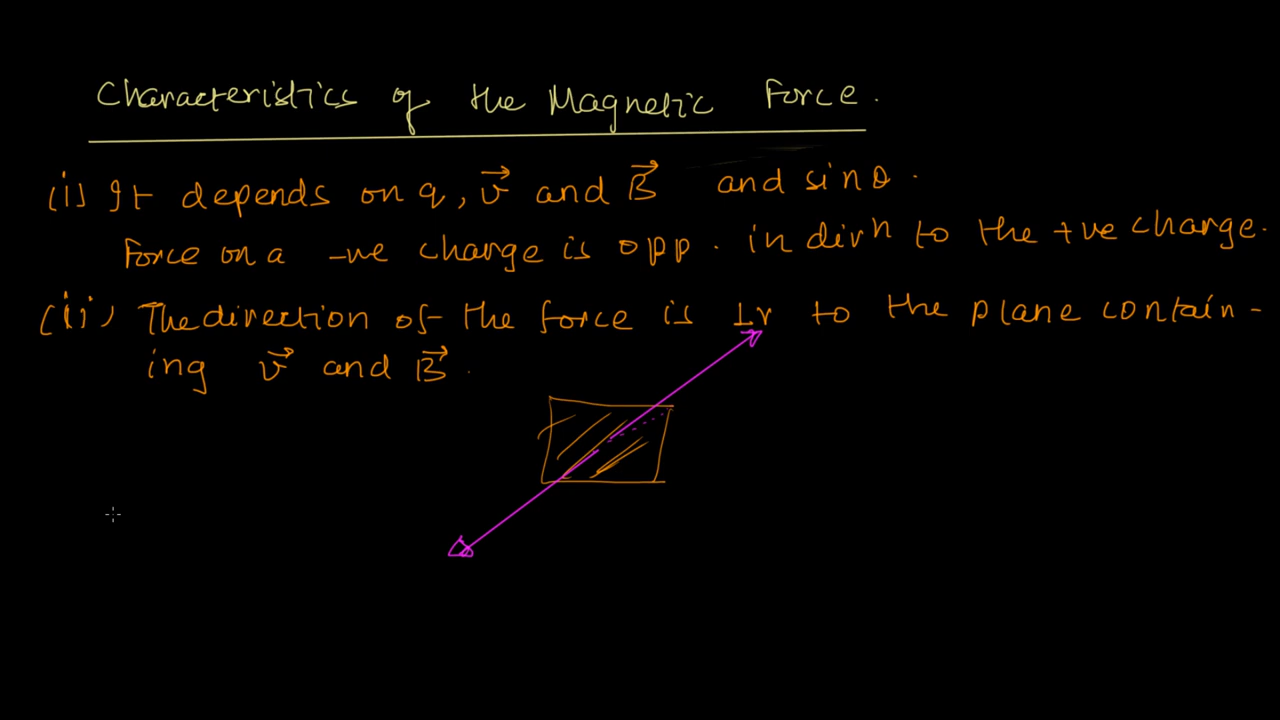 Characteristics of the Magnetic Force.
(i) It depends on q, v⃗ and B⃗ and sinθ.
Force on a -ve charge is opp. in dirn to the +ve charge.
(ii) The direction of the force is ⊥r to the plane contain-
ing v⃗ and B⃗.